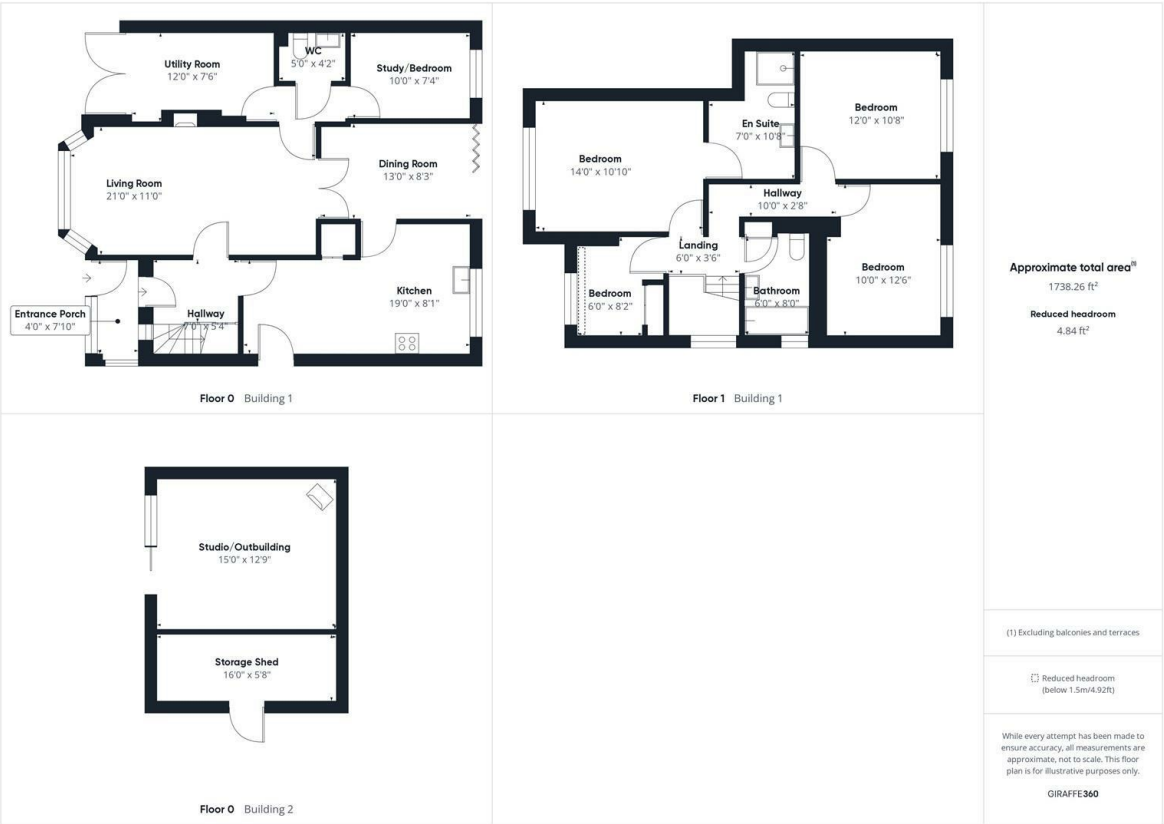 Utility Room
12'0" x 7'6"
WC
5'0" x 4'2"
Study/Bedroom
10'0" x 7'4"
Living Room
21'0" x 11'0"
Dining Room
13'0" x 8'3"
Entrance Porch
4'0" x 7'10"
Hallway
7'0" x 5'4"
Kitchen
19'0" x 8'1"
Floor 0 Building 1
Bedroom
14'0" x 10'10"
En Suite
7'0" x 10'8"
Bedroom
12'0" x 10'8"
Hallway
10'0" x 2'8"
Landing
6'0" x 3'6"
Bedroom
6'0" x 8'2"
Bathroom
6'0" x 8'0"
Bedroom
10'0" x 12'6"
Floor 1 Building 1
Studio/Outbuilding
15'0" x 12'9"
Storage Shed
16'0" x 5'8"
Floor 0 Building 2
Approximate total area⁽¹⁾
1738.26 ft²
Reduced headroom
4.84 ft²
(1) Excluding balconies and terraces
Reduced headroom
(below 1.5m/4.92ft)
While every attempt has been made to
ensure accuracy, all measurements are
approximate, not to scale. This floor
plan is for illustrative purposes only.
GIRAFFE360